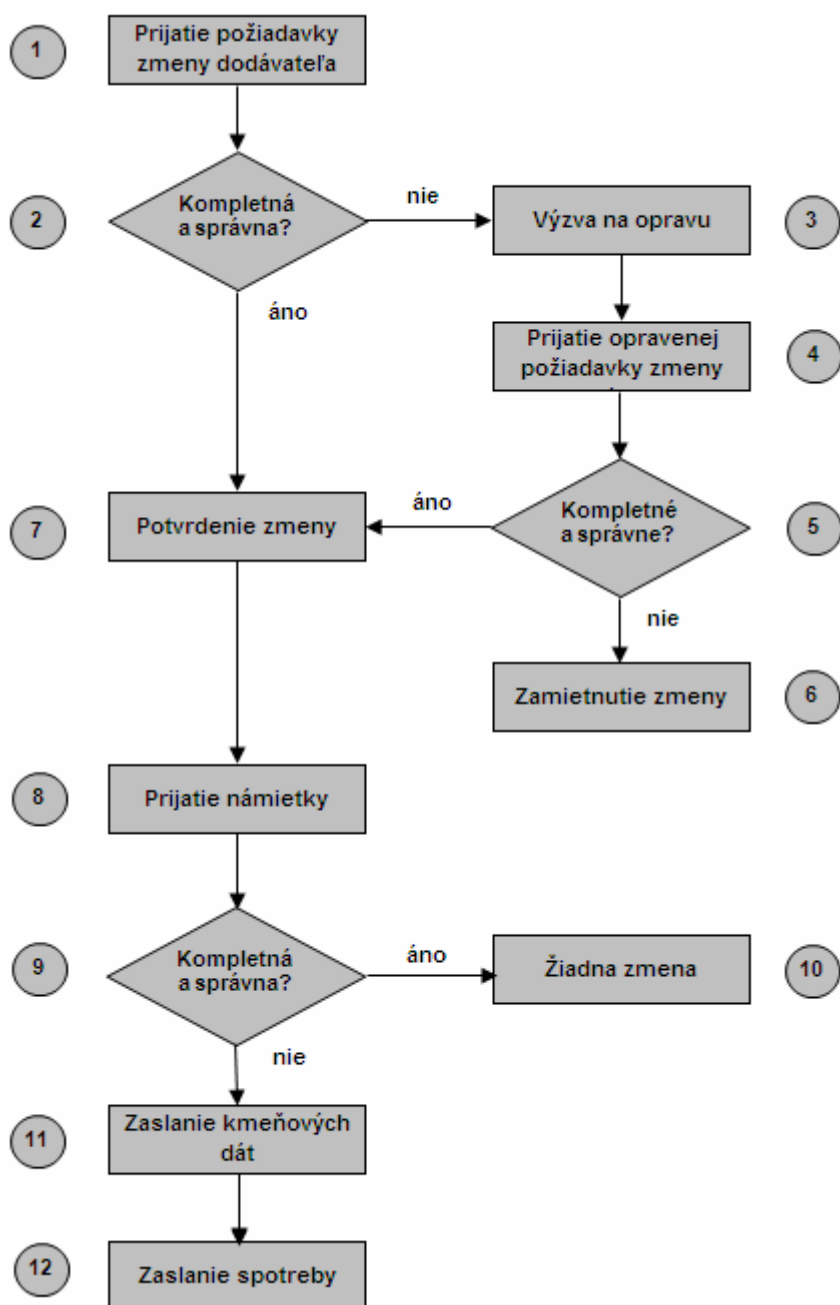 1
Prijatie požiadavky
zmeny dodávateľa
2
Kompletná
a správna?
nie
Výzva na opravu
3
áno
Prijatie opravenej
požiadavky zmeny
4
7
Potvrdenie zmeny
áno
Kompletné
a správne?
5
nie
Zamietnutie zmeny
6
8
Prijatie námietky
9
Kompletná
a správna?
áno
Žiadna zmena
10
nie
11
Zaslanie kmeňových
dát
12
Zaslanie spotreby